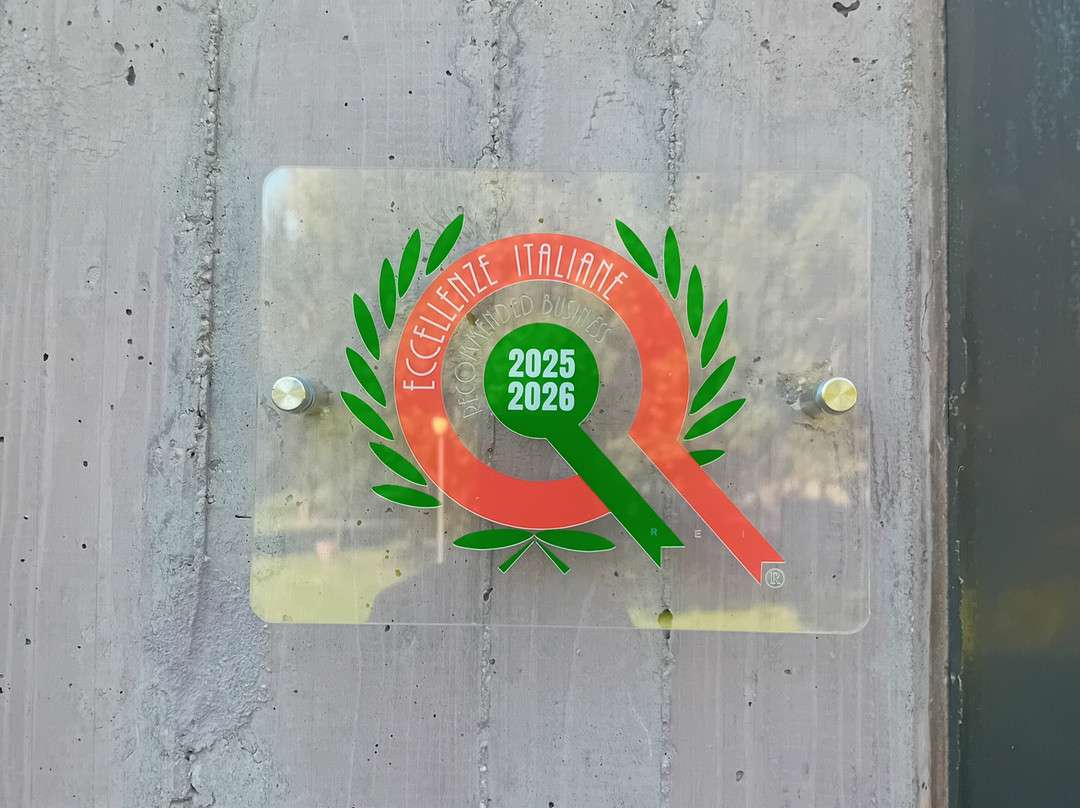 ECCELLENZE ITALIANE
RECOMMENDED BUSINESS
2025
2026
R E I
®